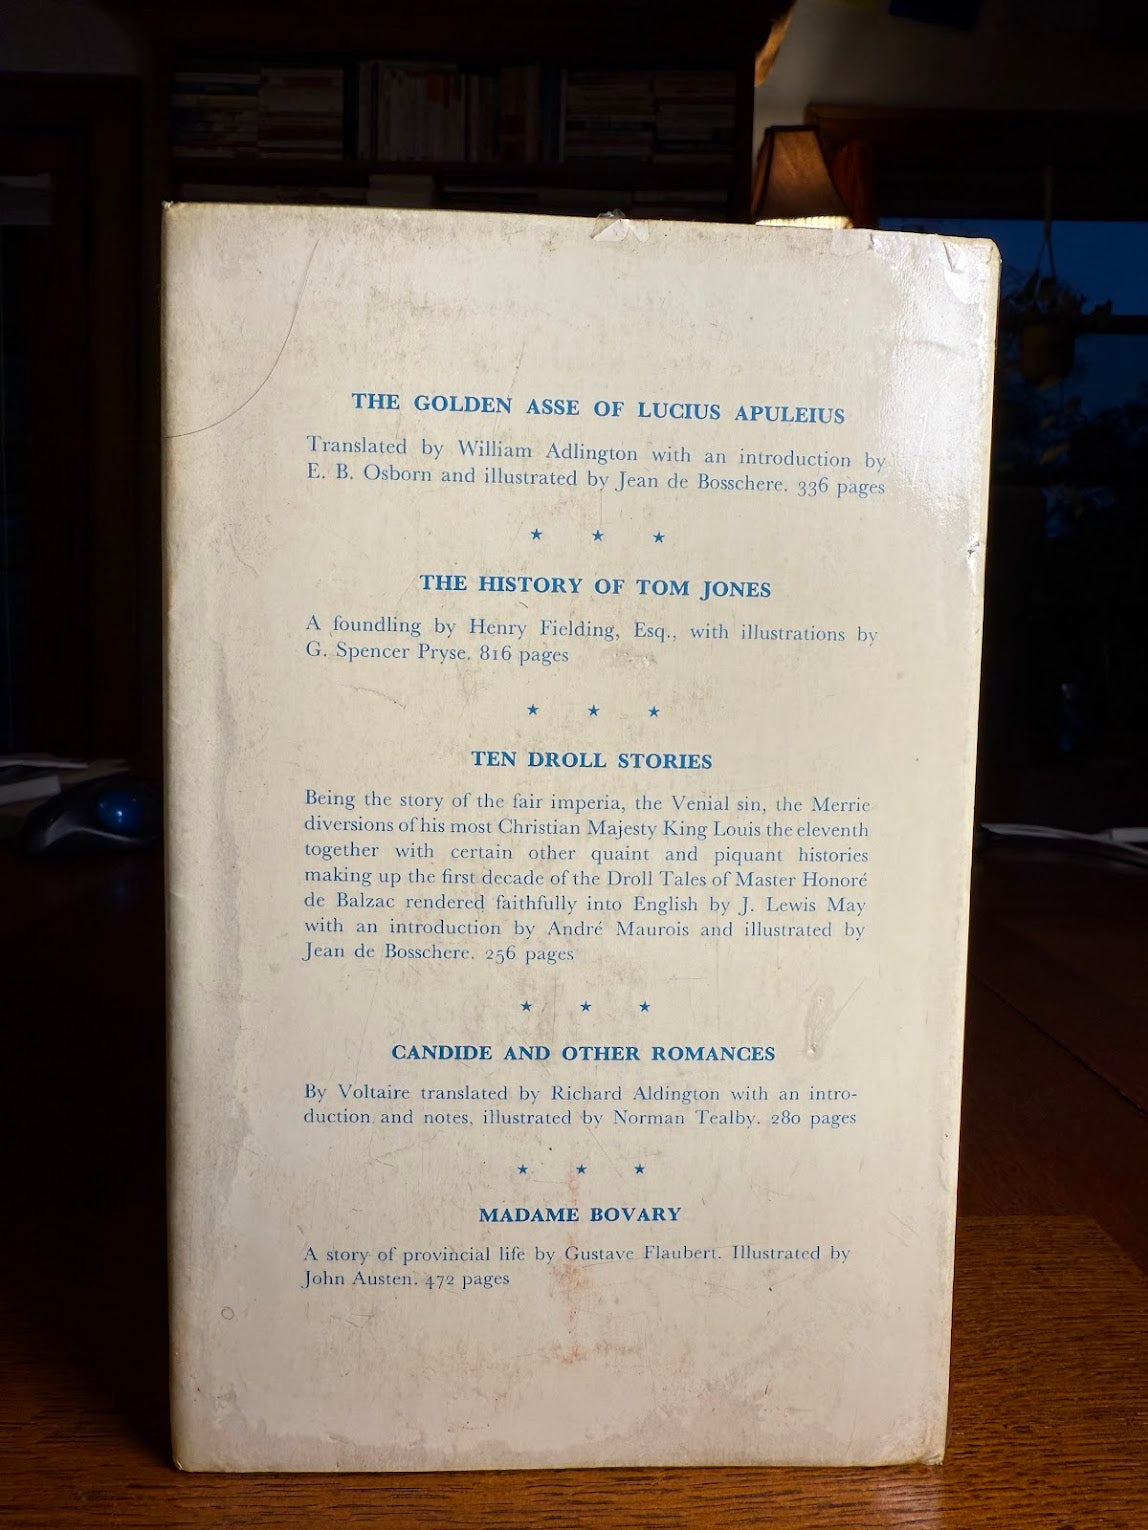 THE GOLDEN ASSE OF LUCIUS APULEIUS
Translated by William Adlington with an introduction by
E. B. Osborn and illustrated by Jean de Bosschere. 336 pages
★ ★ ★
THE HISTORY OF TOM JONES
A foundling by Henry Fielding, Esq., with illustrations by
G. Spencer Pryse. 816 pages
★ ★ ★
TEN DROLL STORIES
Being the story of the fair imperia, the Venial sin, the Merrie
diversions of his most Christian Majesty King Louis the eleventh
together with certain other quaint and piquant histories
making up the first decade of the Droll Tales of Master Honoré
de Balzac rendered faithfully into English by J. Lewis May
with an introduction by André Maurois and illustrated by
Jean de Bosschere. 256 pages
★ ★ ★
CANDIDE AND OTHER ROMANCES
By Voltaire translated by Richard Aldington with an intro-
duction and notes, illustrated by Norman Tealby. 280 pages
★ ★ ★
MADAME BOVARY
A story of provincial life by Gustave Flaubert. Illustrated by
John Austen. 472 pages